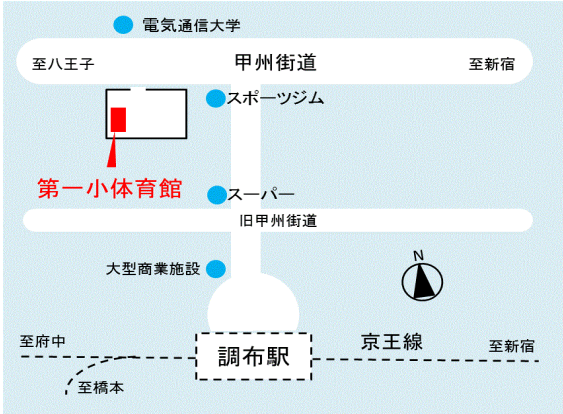 電気通信大学
至八王子
甲州街道
至新宿
スポーツジム
第一小体育館
スーパー
旧甲州街道
大型商業施設
N
至府中
調布駅
京王線
至新宿
至橋本